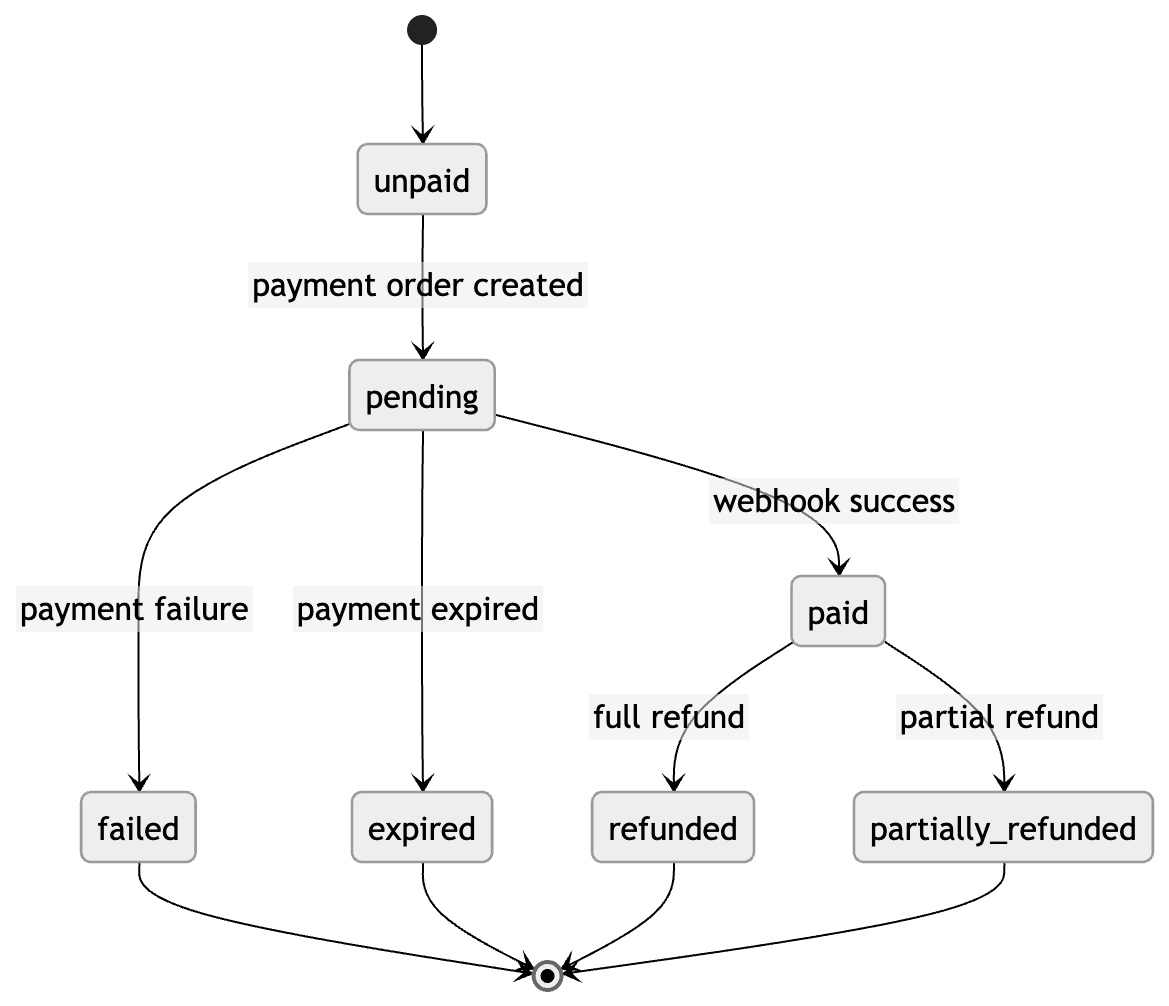 unpaid
payment order created
pending
webhook success
payment failure
payment expired
paid
full refund
partial refund
failed
expired
refunded
partially_refunded